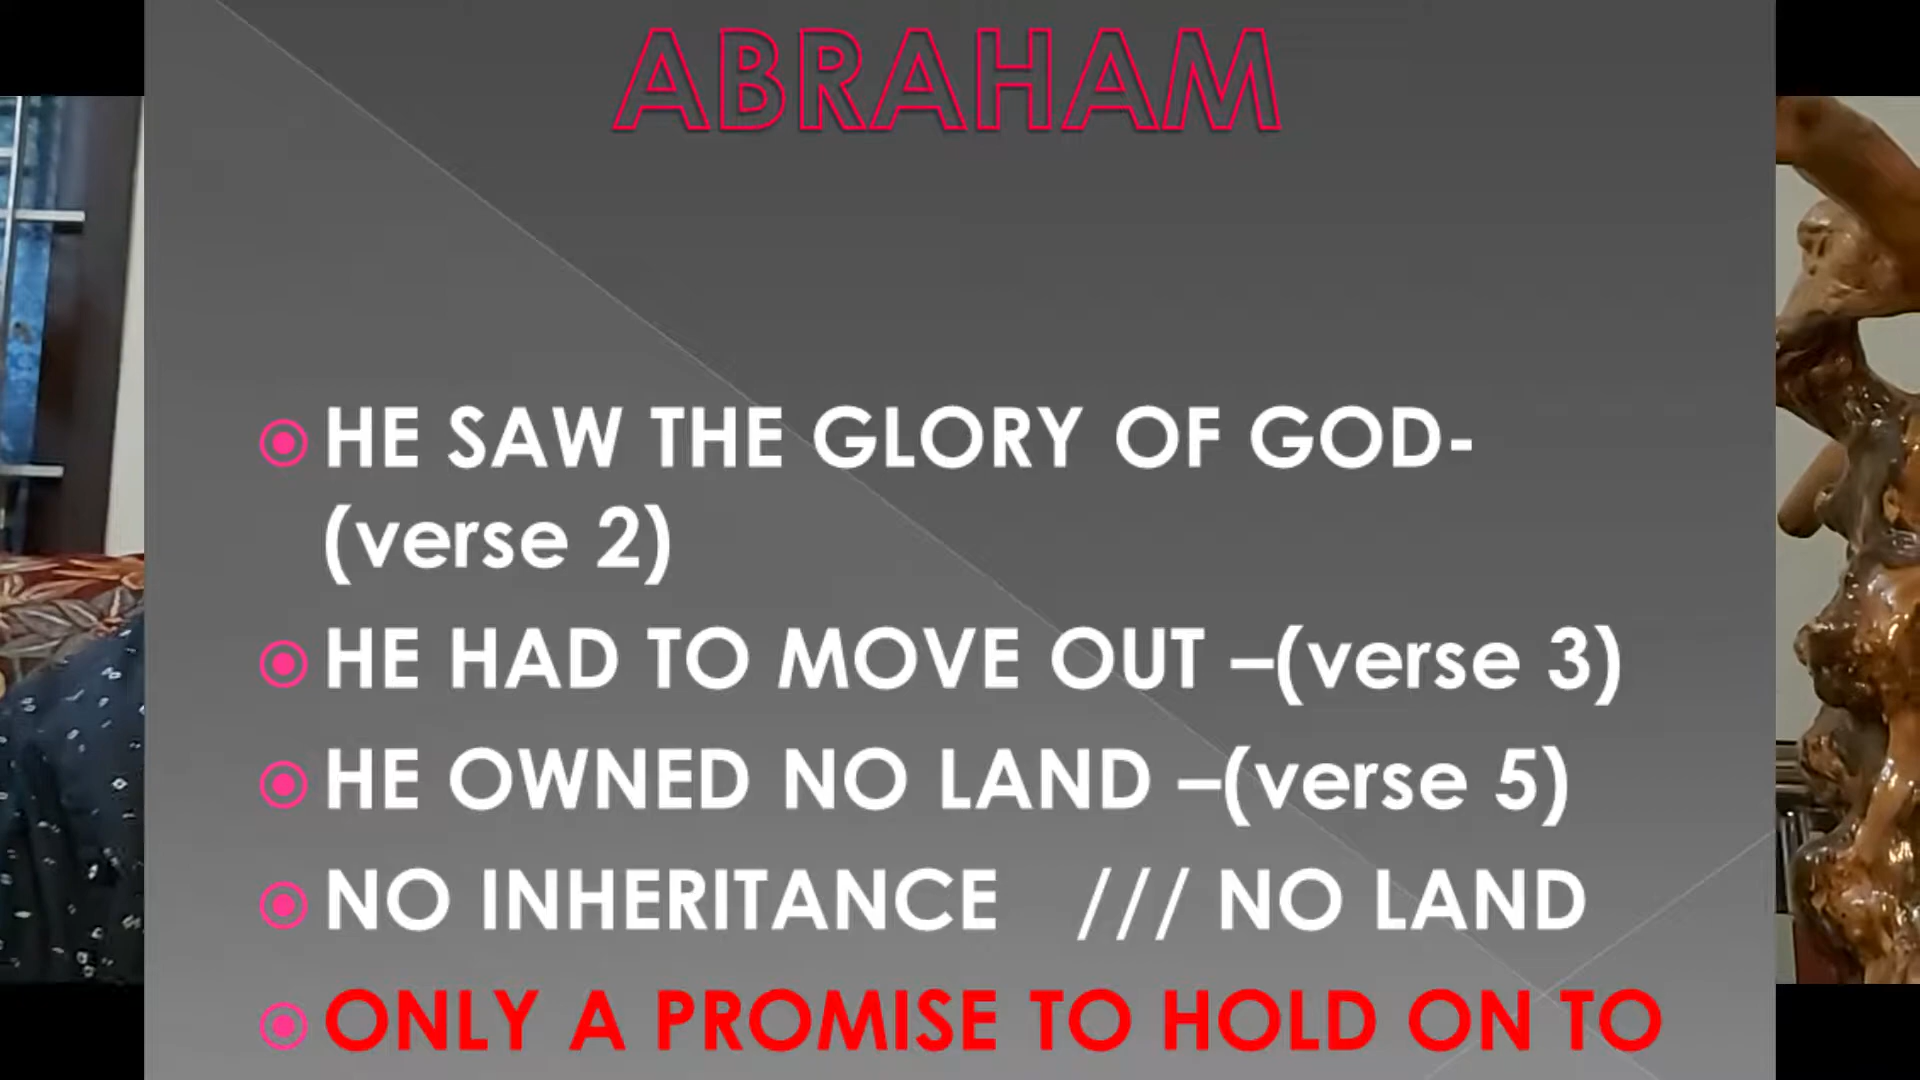 ABRAHAM
HE SAW THE GLORY OF GOD-
(verse 2)
HE HAD TO MOVE OUT –(verse 3)
HE OWNED NO LAND –(verse 5)
NO INHERITANCE /// NO LAND
ONLY A PROMISE TO HOLD ON TO